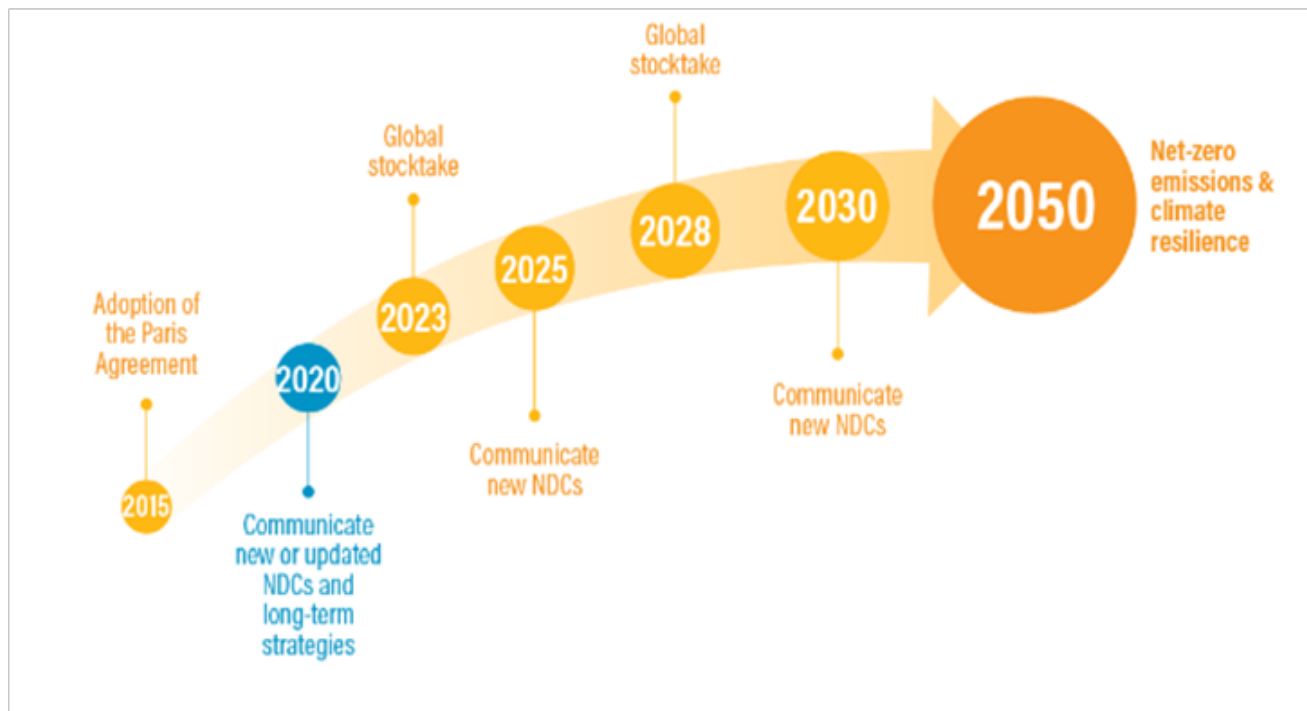 Adoption of
the Paris
Agreement
2015
2020
Communicate
new or updated
NDCs and
long-term
strategies
Global
stocktake
2023
2025
Communicate
new NDCs
Global
stocktake
2028
2030
Communicate
new NDCs
2050
Net-zero
emissions &
climate
resilience